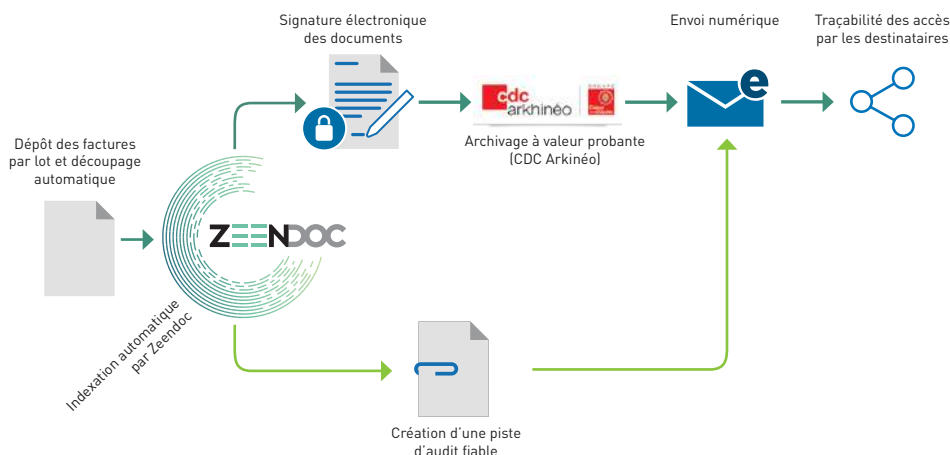 Signature électronique
des documents
Envoi numérique
Traçabilité des accès
par les destinataires
Dépôt des factures
par lot et découpage
automatique
cdc
arkhinéo
Archivage à valeur probante
(CDC Arkinéo)
e
ZEENDOC
Indexation automatique
par Zeendoc
Création d'une piste
d'audit fiable